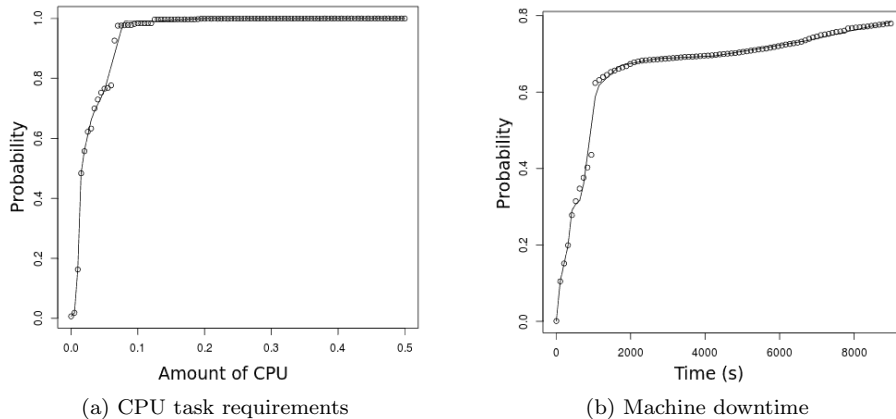 Probability
1.0
0.8
0.6
0.4
0.2
0.0
0.0 0.1 0.2 0.3 0.4 0.5
Amount of CPU
(a) CPU task requirements
Probability
0.8
0.6
0.4
0.2
0.0
0 2000 4000 6000 8000
Time (s)
(b) Machine downtime